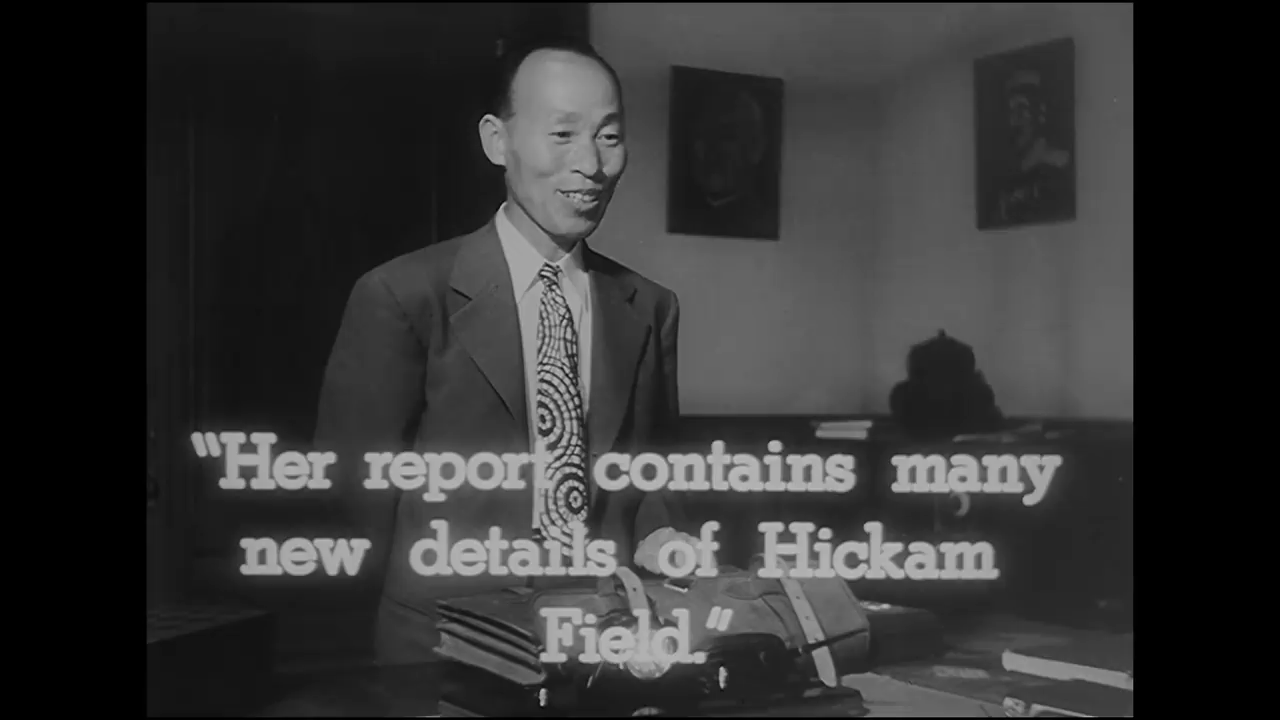 “Her report contains many
new details of Hickam
Field.”